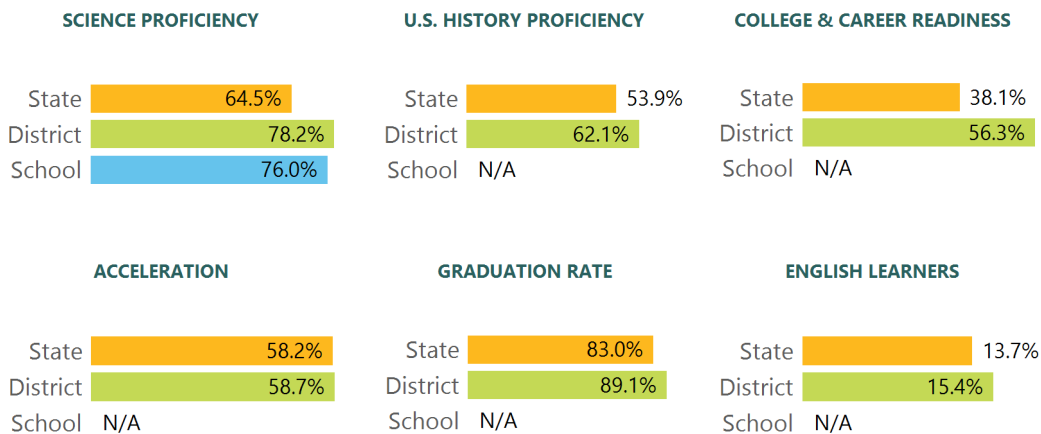 SCIENCE PROFICIENCY
State 64.5%
District 78.2%
School 76.0%
U.S. HISTORY PROFICIENCY
State 53.9%
District 62.1%
School N/A
COLLEGE & CAREER READINESS
State 38.1%
District 56.3%
School N/A
ACCELERATION
State 58.2%
District 58.7%
School N/A
GRADUATION RATE
State 83.0%
District 89.1%
School N/A
ENGLISH LEARNERS
State 13.7%
District 15.4%
School N/A